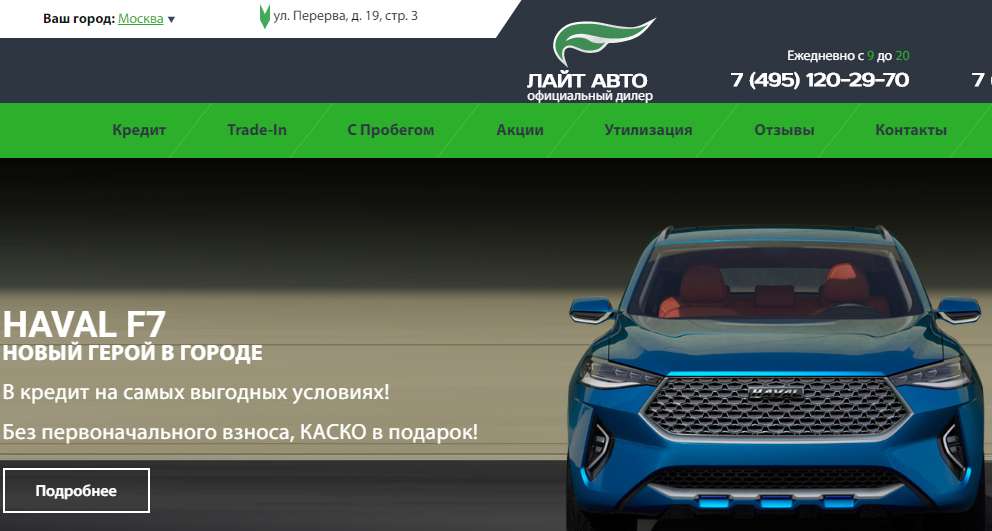 Ваш город: Москва
ул. Перерва, д. 19, стр. 3
ЛАЙТ АВТО
официальный дилер
Ежедневно с 9 до 20
7 (495) 120-29-70
7 (
Кредит Trade-In С Пробегом Акции Утилизация Отзывы Контакты
HAVAL F7
НОВЫЙ ГЕРОЙ В ГОРОДЕ
В кредит на самых выгодных условиях!
Без первоначального взноса, КАСКО в подарок!
Подробнее
HAVAL